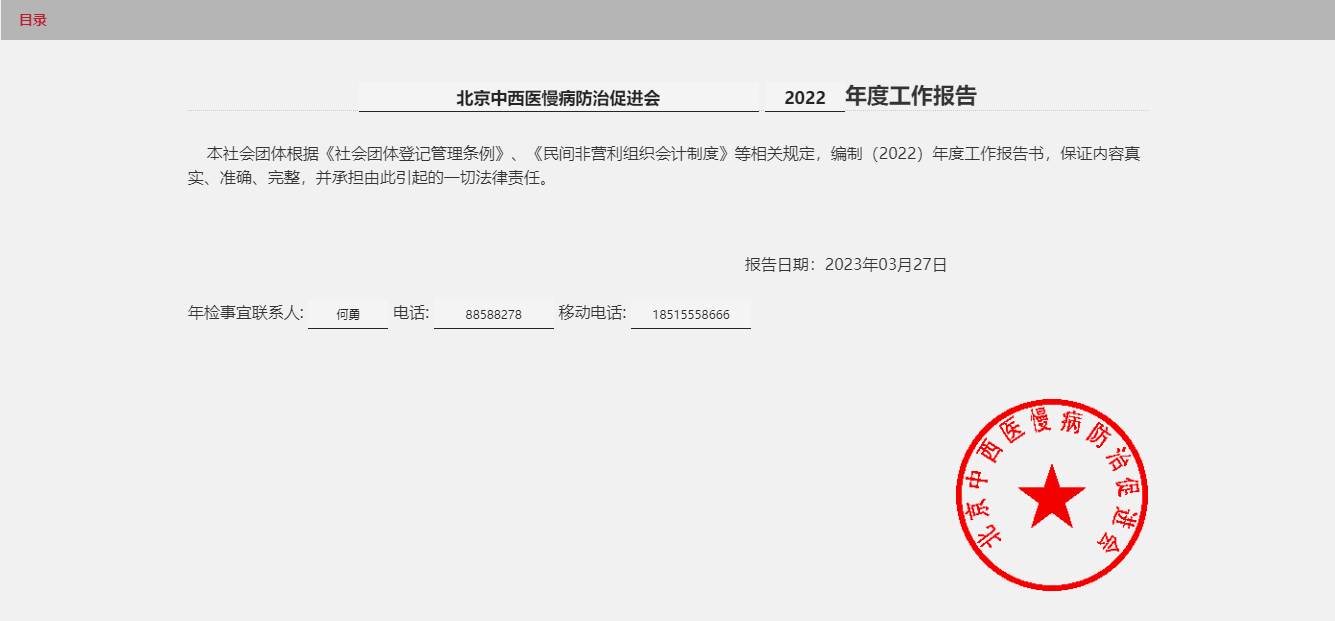 目录
北京中西医慢病防治促进会 2022 年度工作报告
本社会团体根据《社会团体登记管理条例》、《民间非营利组织会计制度》等相关规定，编制（2022）年度工作报告书，保证内容真
实、准确、完整，并承担由此引起的一切法律责任。
报告日期：2023年03月27日
年检事宜联系人: 何勇 电话: 88588278 移动电话: 18515558666
北京中西医慢病防治促进会